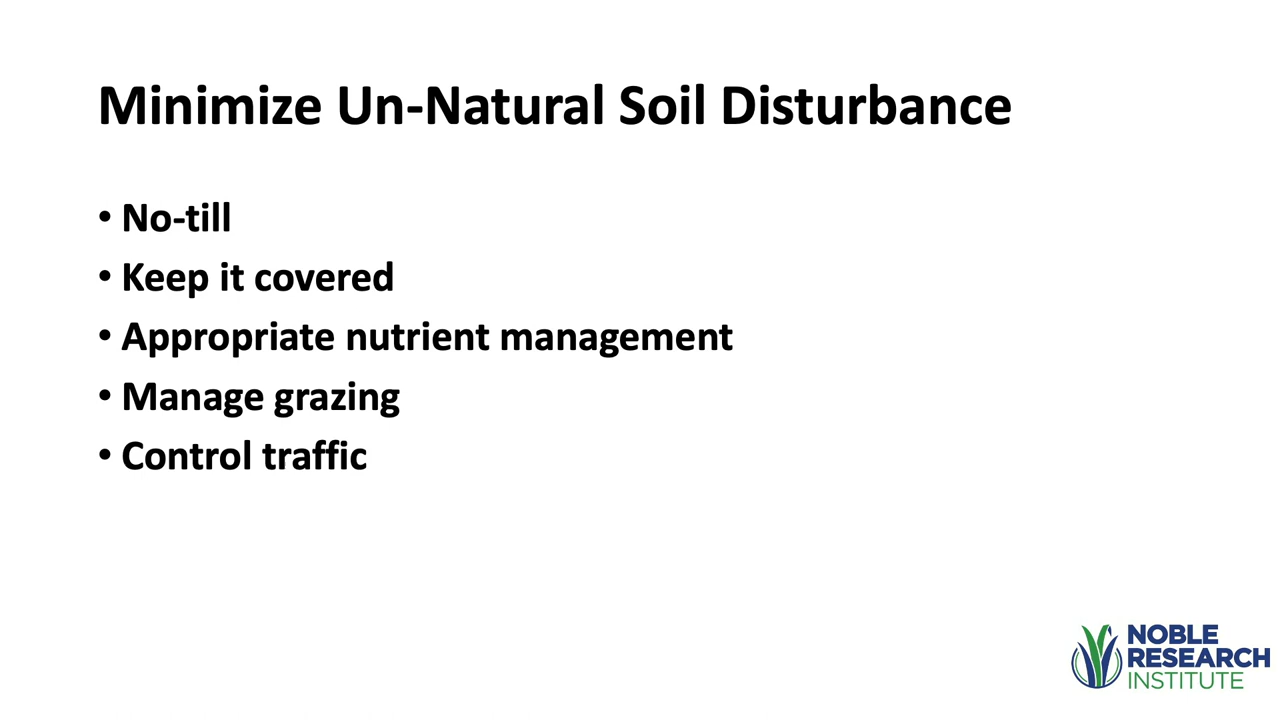 Minimize Un-Natural Soil Disturbance
• No-till
• Keep it covered
• Appropriate nutrient management
• Manage grazing
• Control traffic
NOBLE
RESEARCH
INSTITUTE